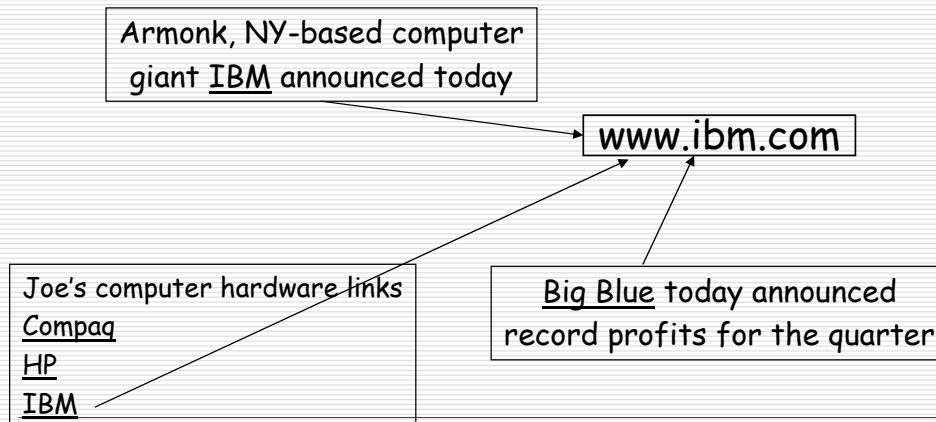 Armonk, NY-based computer
giant IBM announced today
www.ibm.com
Joe's computer hardware links
Compaq
HP
IBM
Big Blue today announced
record profits for the quarter